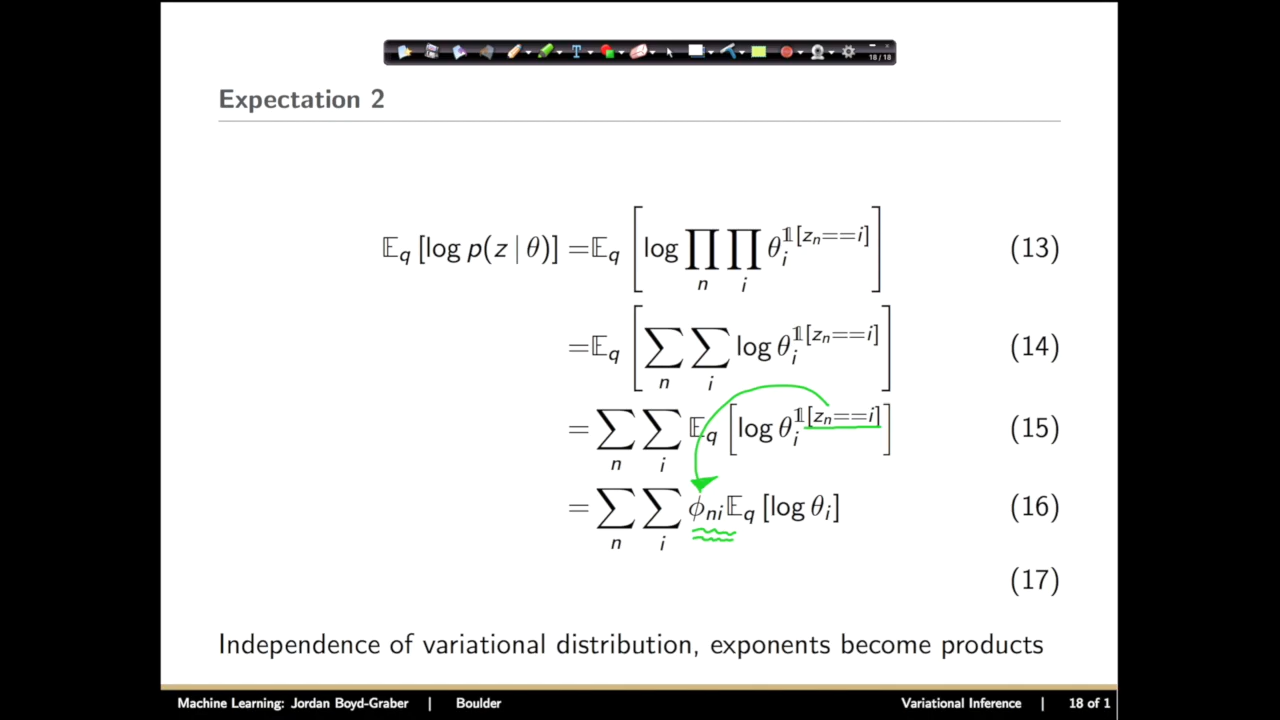 18 / 18
Expectation 2
𝔼q [log p(z | θ)] =𝔼q [log ∏n ∏i θi^𝟙[zn==i]] (13)
=𝔼q [∑n ∑i log θi^𝟙[zn==i]] (14)
=∑n ∑i 𝔼q [log θi^𝟙[zn==i]] (15)
=∑n ∑i ϕni𝔼q [log θi] (16)
(17)
Independence of variational distribution, exponents become products
Machine Learning: Jordan Boyd-Graber | Boulder Variational Inference | 18 of 1